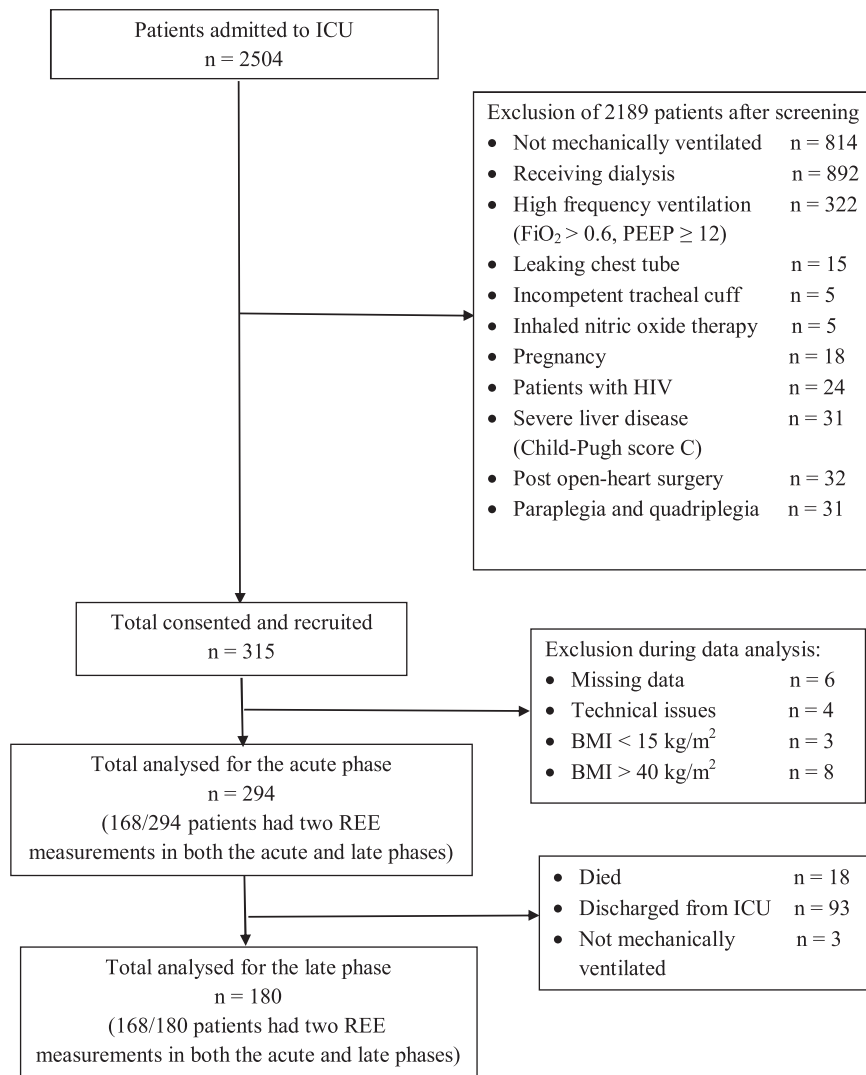 Patients admitted to ICU
n = 2504
Exclusion of 2189 patients after screening
• Not mechanically ventilated n = 814
• Receiving dialysis n = 892
• High frequency ventilation n = 322
(FiO₂ > 0.6, PEEP ≥ 12)
• Leaking chest tube n = 15
• Incompetent tracheal cuff n = 5
• Inhaled nitric oxide therapy n = 5
• Pregnancy n = 18
• Patients with HIV n = 24
• Severe liver disease n = 31
(Child-Pugh score C)
• Post open-heart surgery n = 32
• Paraplegia and quadriplegia n = 31
Total consented and recruited
n = 315
Exclusion during data analysis:
• Missing data n = 6
• Technical issues n = 4
• BMI < 15 kg/m² n = 3
• BMI > 40 kg/m² n = 8
Total analysed for the acute phase
n = 294
(168/294 patients had two REE
measurements in both the acute and late phases)
• Died n = 18
• Discharged from ICU n = 93
• Not mechanically n = 3
ventilated
Total analysed for the late phase
n = 180
(168/180 patients had two REE
measurements in both the acute and late phases)